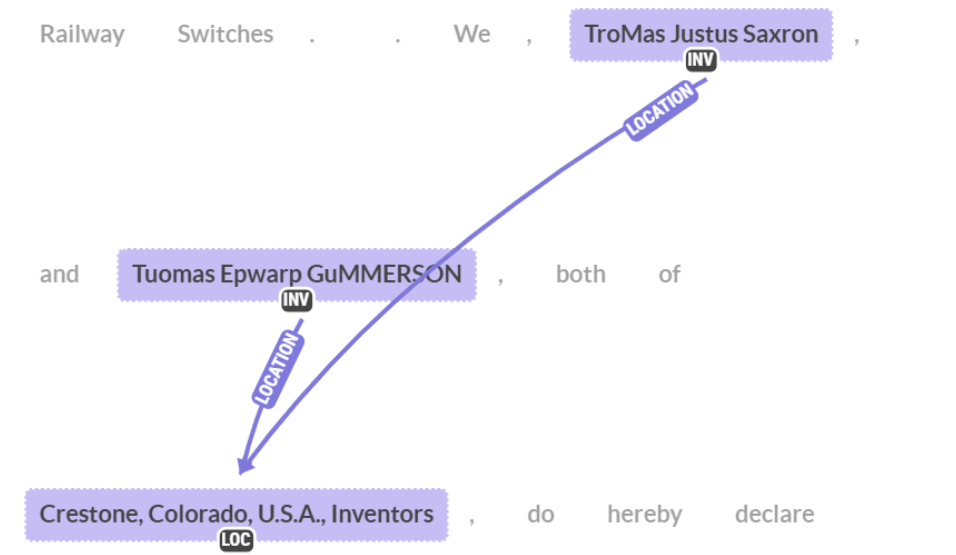 Railway Switches . . We , TroMas Justus Saxron ,
INV
LOCATION
and Tuomas Epwarp GuMMERSON , both of
INV
LOCATION
Crestone, Colorado, U.S.A., Inventors , do hereby declare
LOC